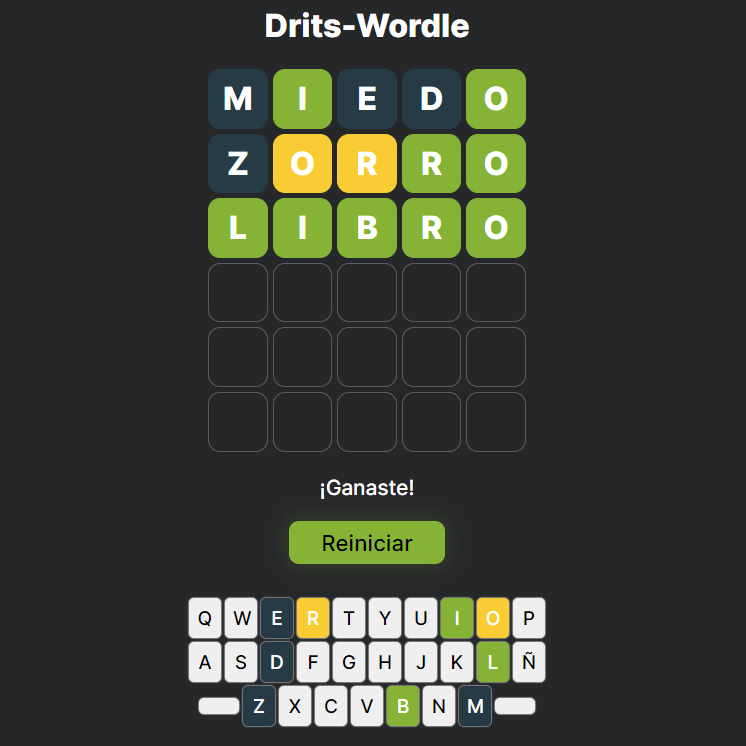 Drits-Wordle
M I E D O
Z O R R O
L I B R O
¡Ganaste!
Reiniciar
Q W E R T Y U I O P
A S D F G H J K L Ñ
Z X C V B N M